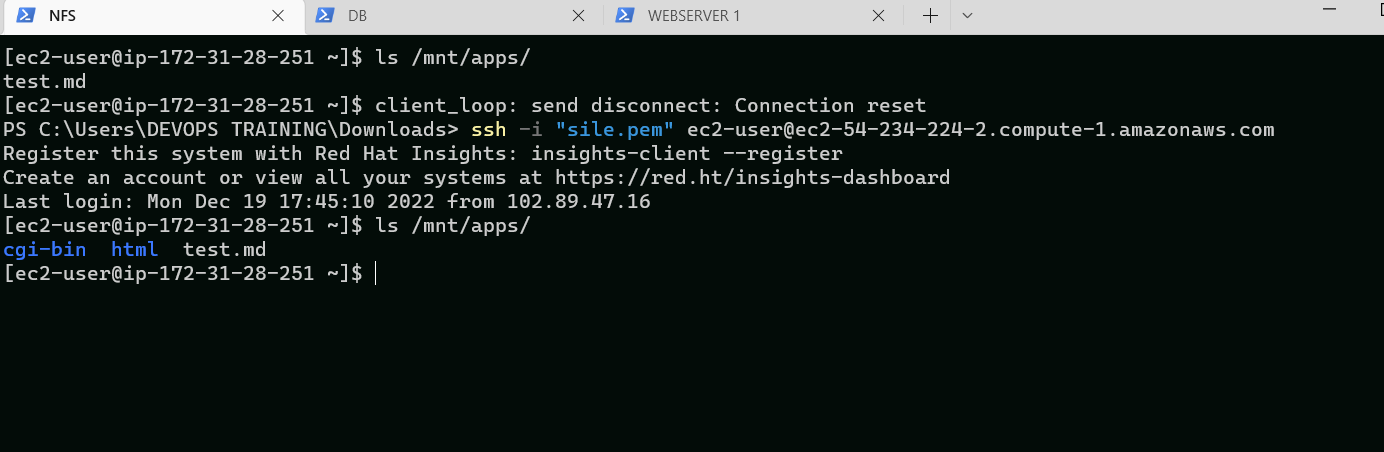 NFS DB WEBSERVER 1
[ec2-user@ip-172-31-28-251 ~]$ ls /mnt/apps/
test.md
[ec2-user@ip-172-31-28-251 ~]$ client_loop: send disconnect: Connection reset
PS C:\Users\DEVOPS TRAINING\Downloads> ssh -i "sile.pem" ec2-user@ec2-54-234-224-2.compute-1.amazonaws.com
Register this system with Red Hat Insights: insights-client --register
Create an account or view all your systems at https://red.ht/insights-dashboard
Last login: Mon Dec 19 17:45:10 2022 from 102.89.47.16
[ec2-user@ip-172-31-28-251 ~]$ ls /mnt/apps/
cgi-bin  html  test.md
[ec2-user@ip-172-31-28-251 ~]$